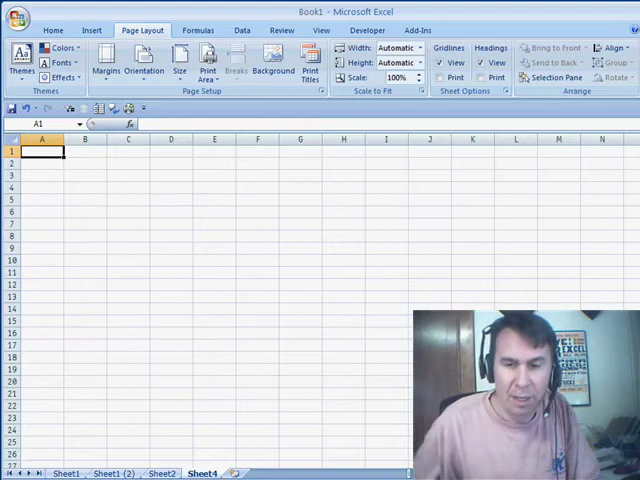 Book1 - Microsoft Excel
Home Insert Page Layout Formulas Data Review View Developer Add-Ins
Themes Colors Fonts Effects
Margins Orientation Size Print Area Breaks Background Print Titles
Width: Automatic
Height: Automatic
Scale: 100%
Gridlines Headings
View View
Print Print
Bring to Front Align
Send to Back Group
Selection Pane Rotate
Themes Page Setup Scale to Fit Sheet Options Arrange
A1 fx
A B C D E F G H I J K L M N
1
2
3
4
5
6
7
8
9
10
11
12
13
14
15
16
17
18
19
20
21
22
23
24
25
26
27
EXCEL
Sheet1 Sheet1 (2) Sheet2 Sheet4